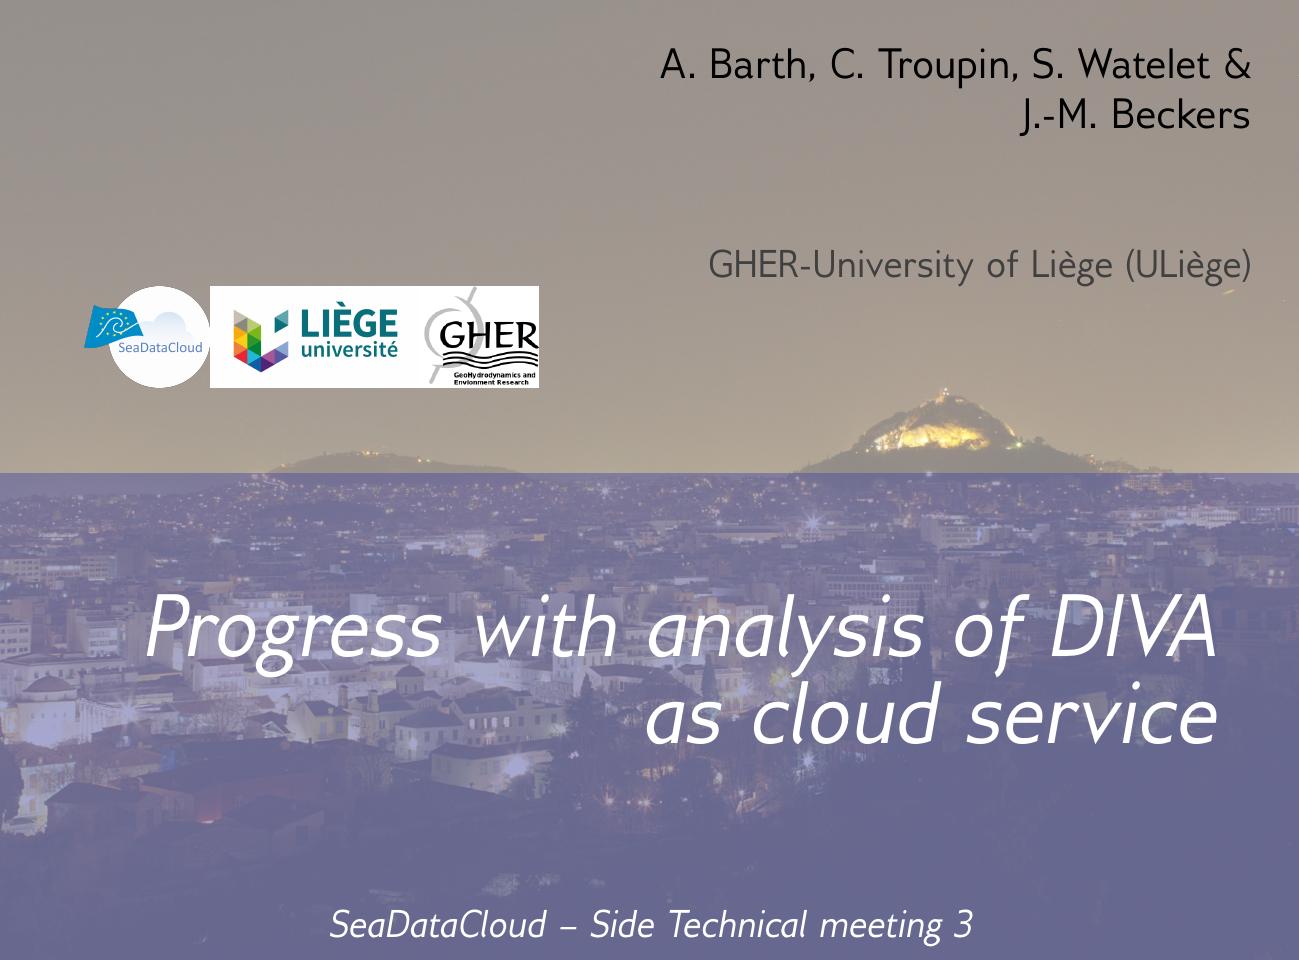 A. Barth, C. Troupin, S. Watelet &
J.-M. Beckers
GHER-University of Liège (ULiège)
SeaDataCloud
LIÈGE
université
GHER
GeoHydrodynamics and
Envionment Research
Progress with analysis of DIVA
as cloud service
SeaDataCloud – Side Technical meeting 3